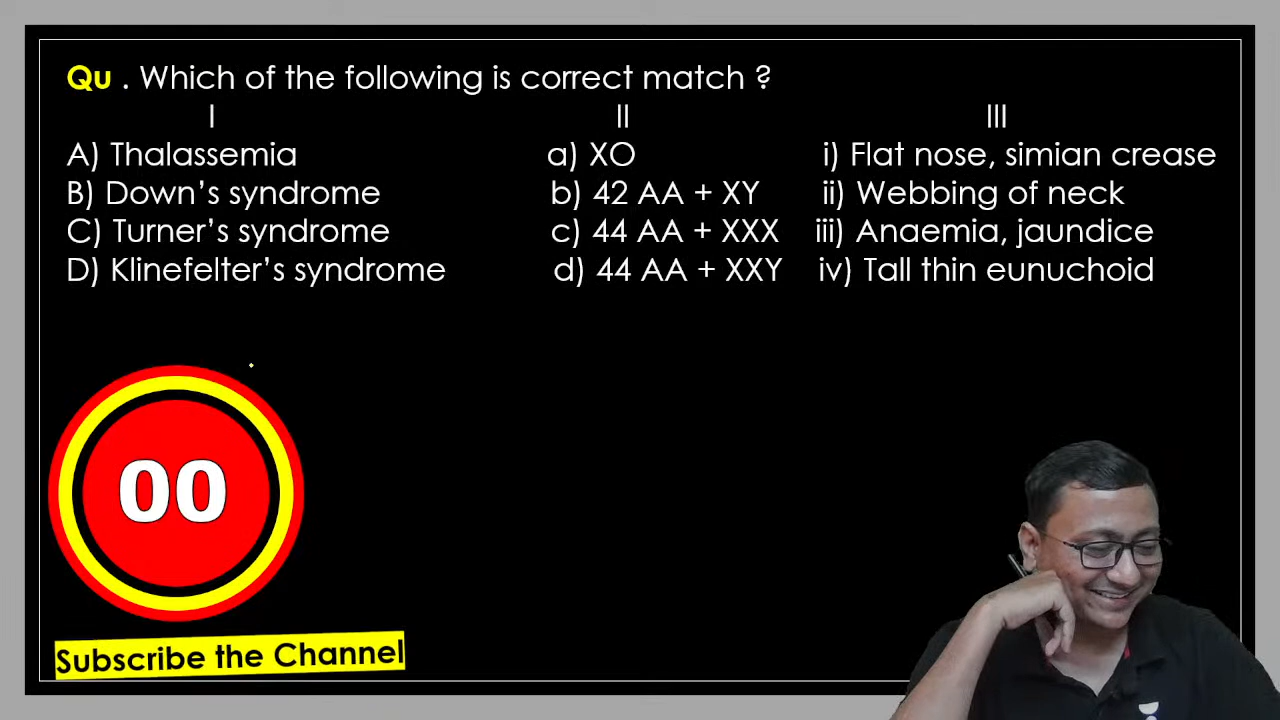 Qu . Which of the following is correct match ?
I II III
A) Thalassemia a) XO i) Flat nose, simian crease
B) Down’s syndrome b) 42 AA + XY ii) Webbing of neck
C) Turner’s syndrome c) 44 AA + XXX iii) Anaemia, jaundice
D) Klinefelter’s syndrome d) 44 AA + XXY iv) Tall thin eunuchoid
00
Subscribe the Channel